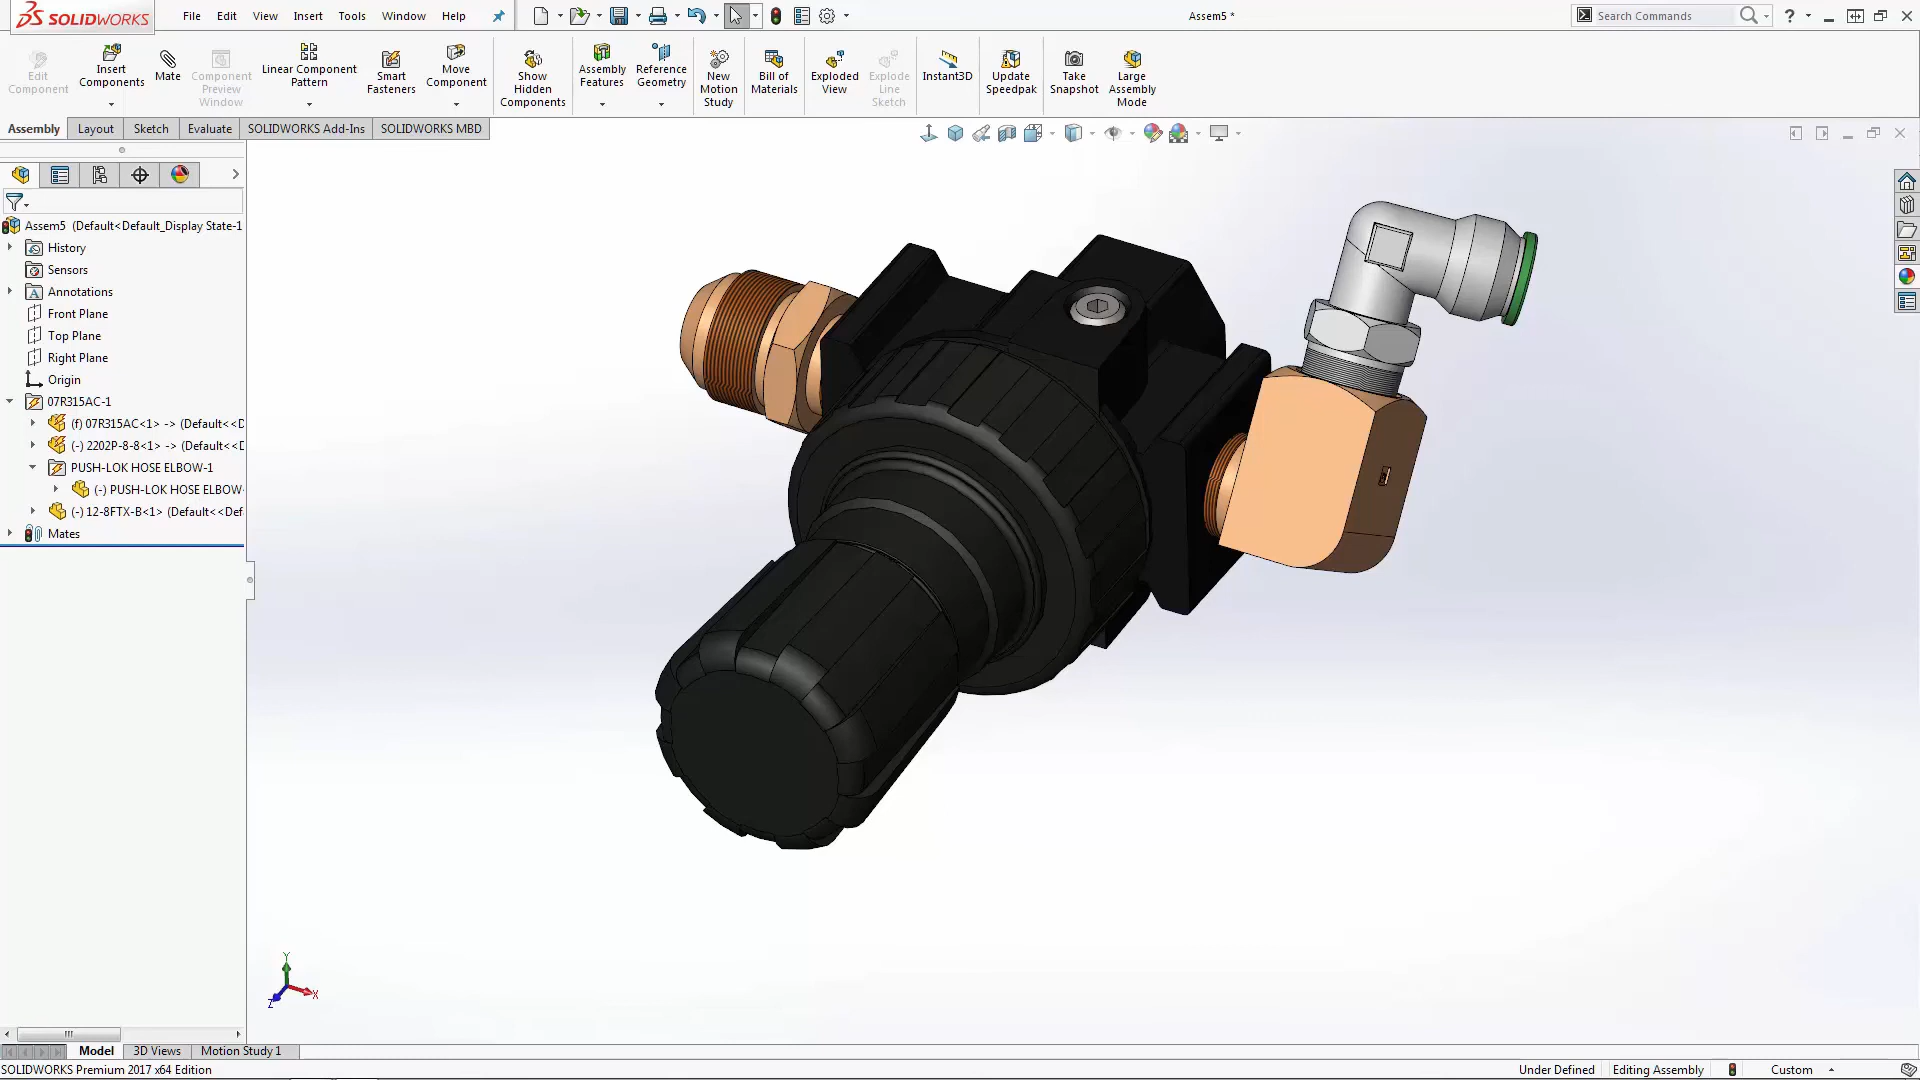 SOLIDWORKS File Edit View Insert Tools Window Help Assem5 * Search Commands
Edit Component
Insert Components
Mate
Component Preview Window
Linear Component Pattern
Smart Fasteners
Move Component
Show Hidden Components
Assembly Features
Reference Geometry
New Motion Study
Bill of Materials
Exploded View
Explode Line Sketch
Instant3D
Update Speedpak
Take Snapshot
Large Assembly Mode
Assembly Layout Sketch Evaluate SOLIDWORKS Add-Ins SOLIDWORKS MBD
Assem5 (Default<Default_Display State-1
History
Sensors
Annotations
Front Plane
Top Plane
Right Plane
Origin
07R315AC-1
(f) 07R315AC<1> -> (Default<<D
(-) 2202P-8-8<1> -> (Default<<D
PUSH-LOK HOSE ELBOW-1
(-) PUSH-LOK HOSE ELBOW
(-) 12-8FTX-B<1> (Default<<Def
Mates
Y
X
Z
Model 3D Views Motion Study 1
SOLIDWORKS Premium 2017 x64 Edition Under Defined Editing Assembly Custom